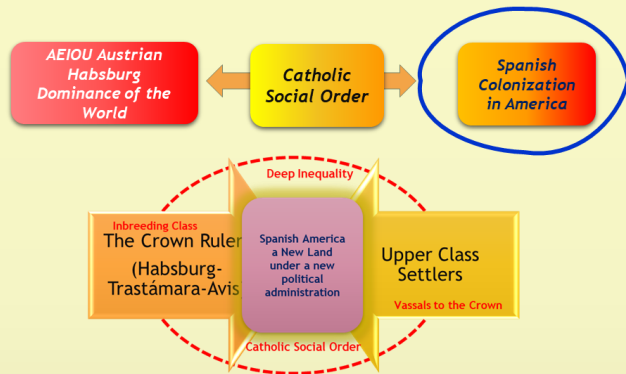 AEIOU Austrian
Habsburg
Dominance of the
World
Catholic
Social Order
Spanish
Colonization
in America
Deep Inequality
Inbreeding Class
The Crown Ruler
(Habsburg-
Trastámara-Avis)
Spanish America
a New Land
under a new
political
administration
Upper Class
Settlers
Vassals to the Crown
Catholic Social Order